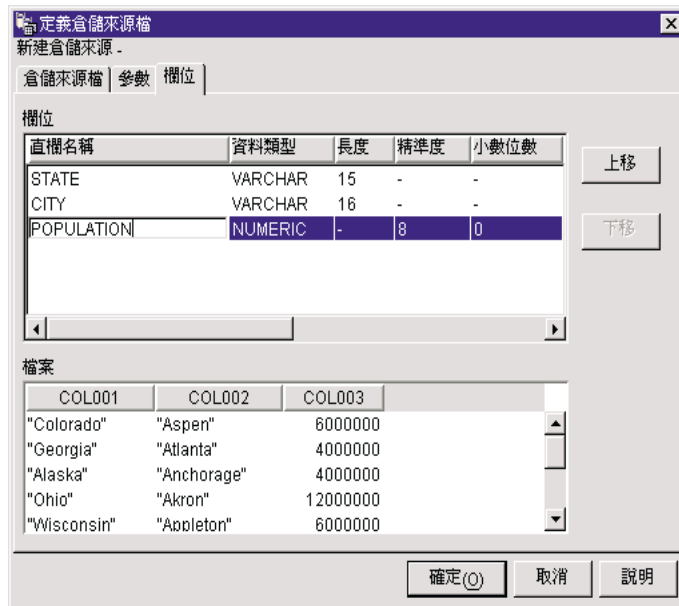 定義倉儲來源檔
新建倉儲來源 -
倉儲來源檔 參數 欄位
欄位
直欄名稱 資料類型 長度 精準度 小數位數
STATE VARCHAR 15 - -
CITY VARCHAR 16 - -
POPULATION NUMERIC - 8 0
上移
下移
檔案
COL001 COL002 COL003
"Colorado" "Aspen" 6000000
"Georgia" "Atlanta" 4000000
"Alaska" "Anchorage" 4000000
"Ohio" "Akron" 12000000
"Wisconsin" "Appleton" 6000000
確定(O) 取消 說明